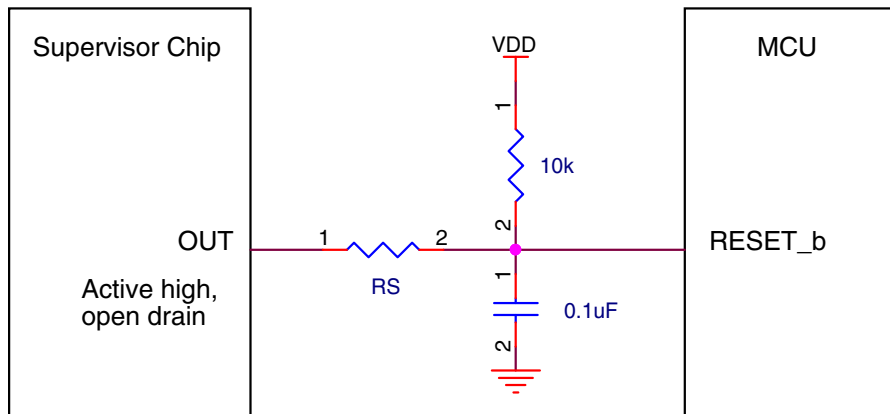 Supervisor Chip
VDD
MCU
1
10k
2
OUT
1
2
RESET_b
RS
1
Active high,
open drain
0.1uF
2